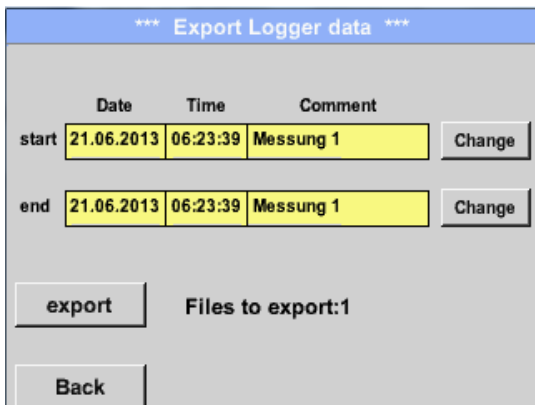 *** Export Logger data ***
Date Time Comment
start 21.06.2013 06:23:39 Messung 1 Change
end 21.06.2013 06:23:39 Messung 1 Change
export Files to export:1
Back